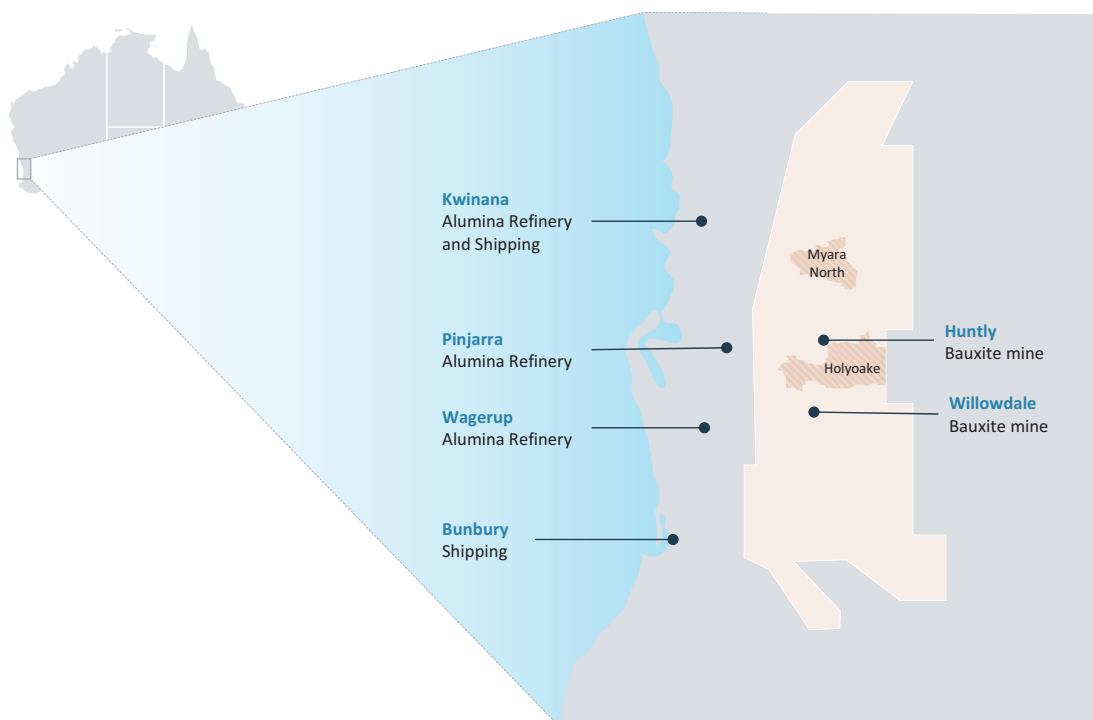 Kwinana
Alumina Refinery
and Shipping
Myara
North
Pinjarra
Alumina Refinery
Huntly
Bauxite mine
Holyoake
Wagerup
Alumina Refinery
Willowdale
Bauxite mine
Bunbury
Shipping